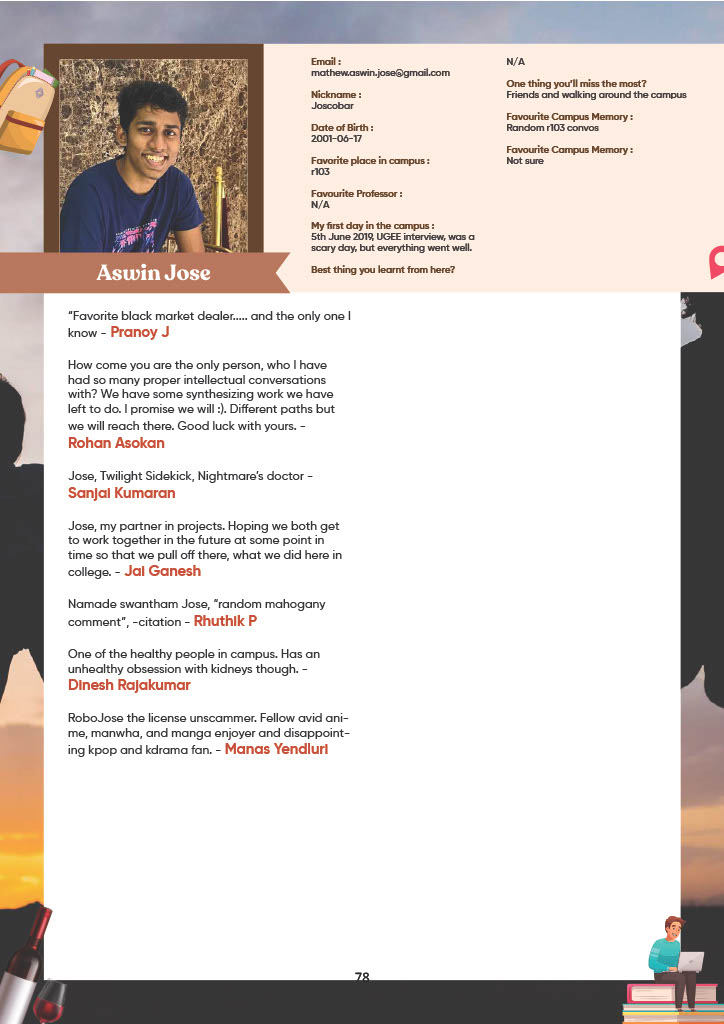 Aswin Jose
Email :
mathew.aswin.jose@gmail.com
Nickname :
Joscobar
Date of Birth :
2001-06-17
Favorite place in campus :
r103
Favourite Professor :
N/A
My first day in the campus :
5th June 2019, UGEE interview, was a
scary day, but everything went well.
Best thing you learnt from here?
N/A
One thing you'll miss the most?
Friends and walking around the campus
Favourite Campus Memory :
Random r103 convos
Favourite Campus Memory :
Not sure
“Favorite black market dealer..... and the only one I
know - Pranoy J
How come you are the only person, who I have
had so many proper intellectual conversations
with? We have some synthesizing work we have
left to do. I promise we will :). Different paths but
we will reach there. Good luck with yours. -
Rohan Asokan
Jose, Twilight Sidekick, Nightmare's doctor -
Sanjai Kumaran
Jose, my partner in projects. Hoping we both get
to work together in the future at some point in
time so that we pull off there, what we did here in
college. - Jai Ganesh
Namade swantham Jose, “random mahogany
comment”, -citation - Rhuthik P
One of the healthy people in campus. Has an
unhealthy obsession with kidneys though. -
Dinesh Rajakumar
RoboJose the license unscammer. Fellow avid ani-
me, manwha, and manga enjoyer and disappoint-
ing kpop and kdrama fan. - Manas Yendluri
78